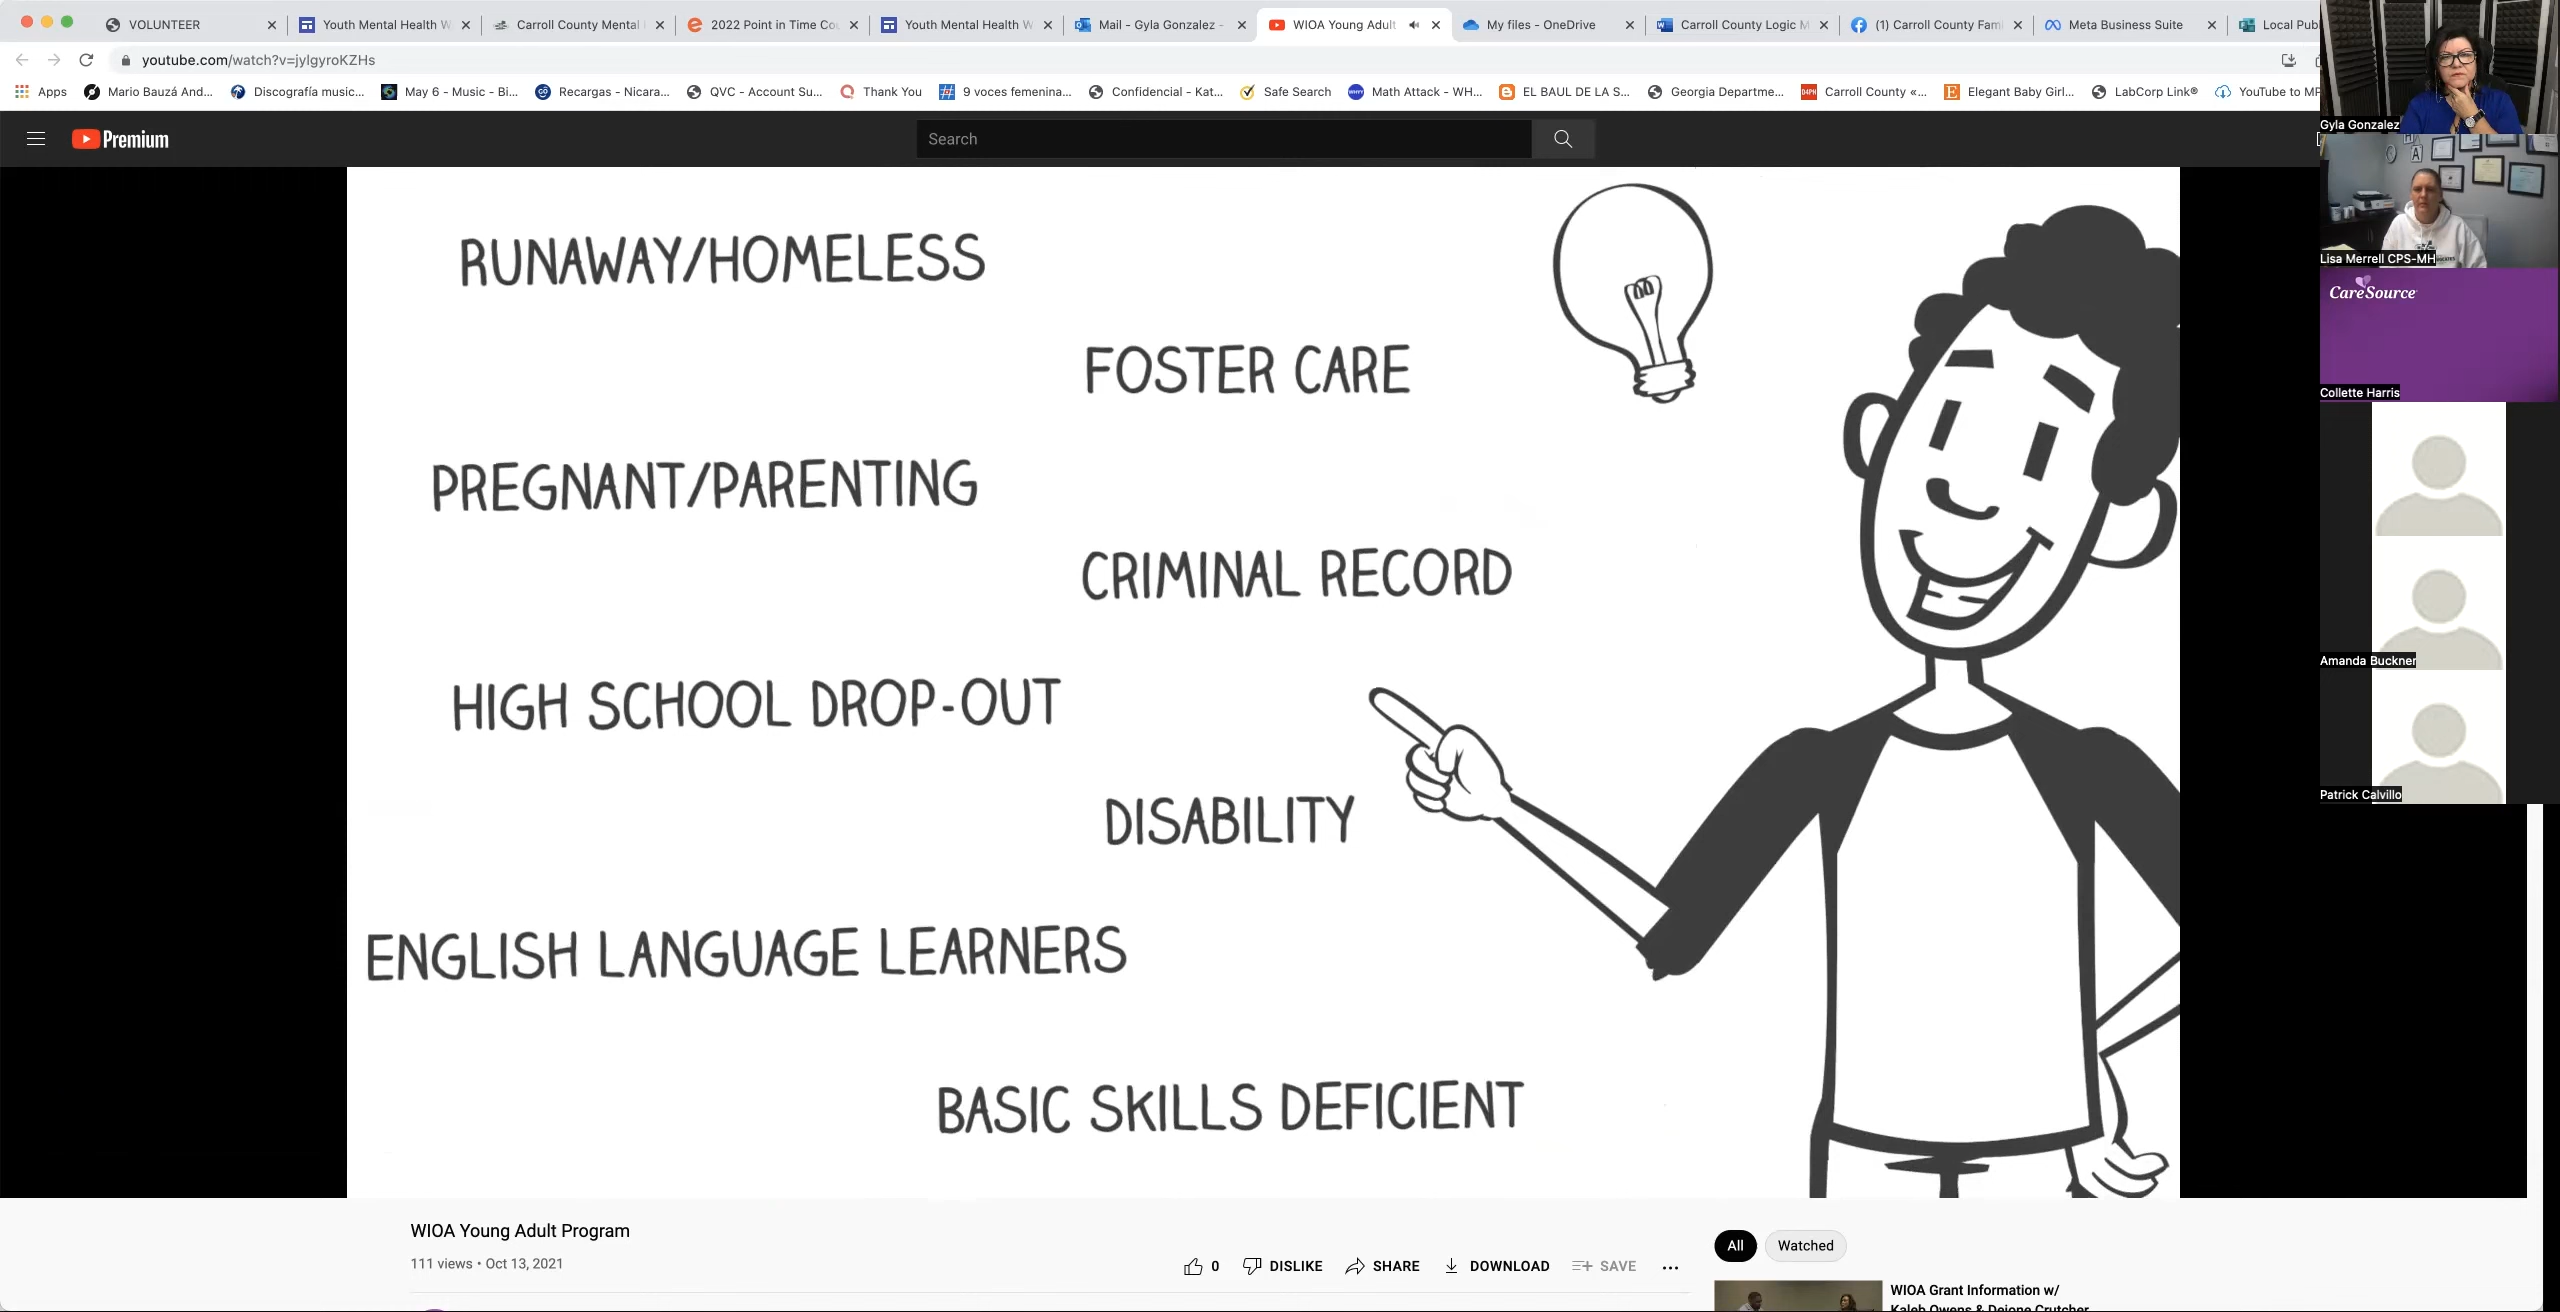 VOLUNTEER
Youth Mental Health W
Carroll County Mental
2022 Point in Time Co
Youth Mental Health W
Mail - Gyla Gonzalez -
WIOA Young Adult
My files - OneDrive
Carroll County Logic M
(1) Carroll County Fam
Meta Business Suite
Local Pub
youtube.com/watch?v=jylgyroKZHs
Apps
Mario Bauzá And...
Discografía music...
May 6 - Music - Bi...
Recargas - Nicara...
QVC - Account Su...
Thank You
9 voces femenina...
Confidencial - Kat...
Safe Search
Math Attack - WH...
EL BAUL DE LA S...
Georgia Departme...
Carroll County «...
Elegant Baby Girl...
LabCorp Link®
YouTube to MP
Premium
Search
RUNAWAY/HOMELESS
FOSTER CARE
PREGNANT/PARENTING
CRIMINAL RECORD
HIGH SCHOOL DROP-OUT
DISABILITY
ENGLISH LANGUAGE LEARNERS
BASIC SKILLS DEFICIENT
Gyla Gonzalez
Lisa Merrell CPS-MH
CareSource
Collette Harris
Amanda Buckner
Patrick Calvillo
WIOA Young Adult Program
111 views • Oct 13, 2021
0
DISLIKE
SHARE
DOWNLOAD
SAVE
All
Watched
WIOA Grant Information w/
Kaleb Owens & Dejone Crutcher